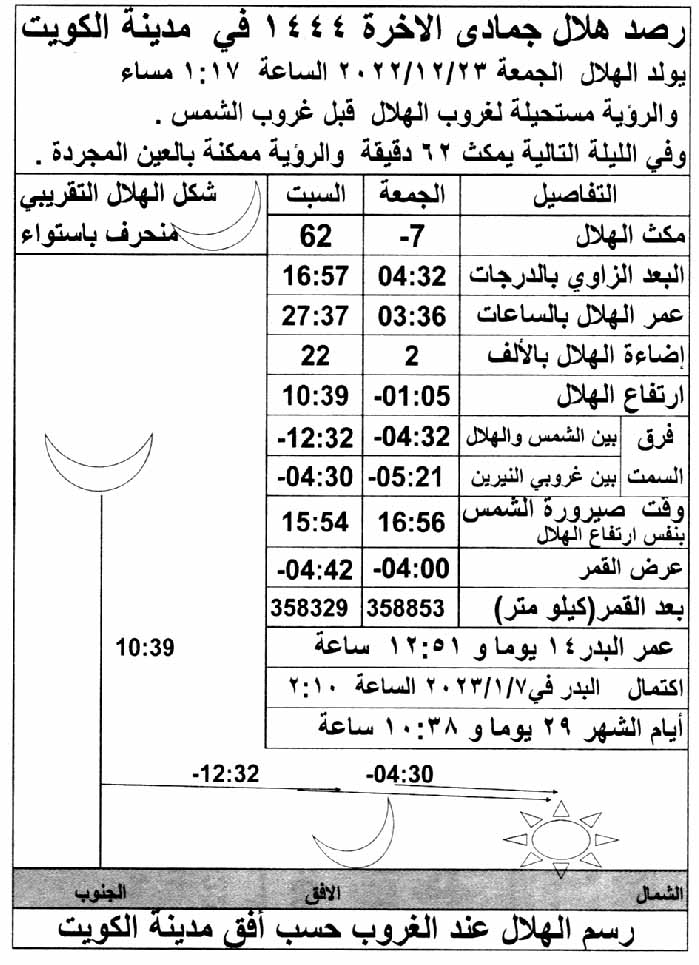 رصد هلال جمادى الاخرة ١٤٤٤ في مدينة الكويت
يولد الهلال الجمعة ٢٠٢٢/١٢/٢٣ الساعة ١:١٧ مساء
والرؤية مستحيلة لغروب الهلال قبل غروب الشمس .
وفي الليلة التالية يمكث ٦٢ دقيقة والرؤية ممكنة بالعين المجردة .
التفاصيل الجمعة السبت شكل الهلال التقريبي
مكث الهلال -7 62 منحرف باستواء
البعد الزاوي بالدرجات 04:32 16:57
عمر الهلال بالساعات 03:36 27:37
إضاءة الهلال بالألف 2 22
ارتفاع الهلال -01:05 10:39
فرق بين الشمس والهلال -04:32 -12:32
السمت بين غروبي النيرين -05:21 -04:30
وقت صيرورة الشمس 16:56 15:54
بنفس ارتفاع الهلال
عرض القمر -04:00 -04:42
بعد القمر(كيلو متر) 358853 358329
عمر البدر١٤ يوما و ١٢:٥١ ساعة
10:39
اكتمال البدر في٢٠٢٣/١/٧ الساعة ٢:١٠
أيام الشهر ٢٩ يوما و ١٠:٣٨ ساعة
-04:30 -12:32
الشمال الافق الجنوب
رسم الهلال عند الغروب حسب أفق مدينة الكويت